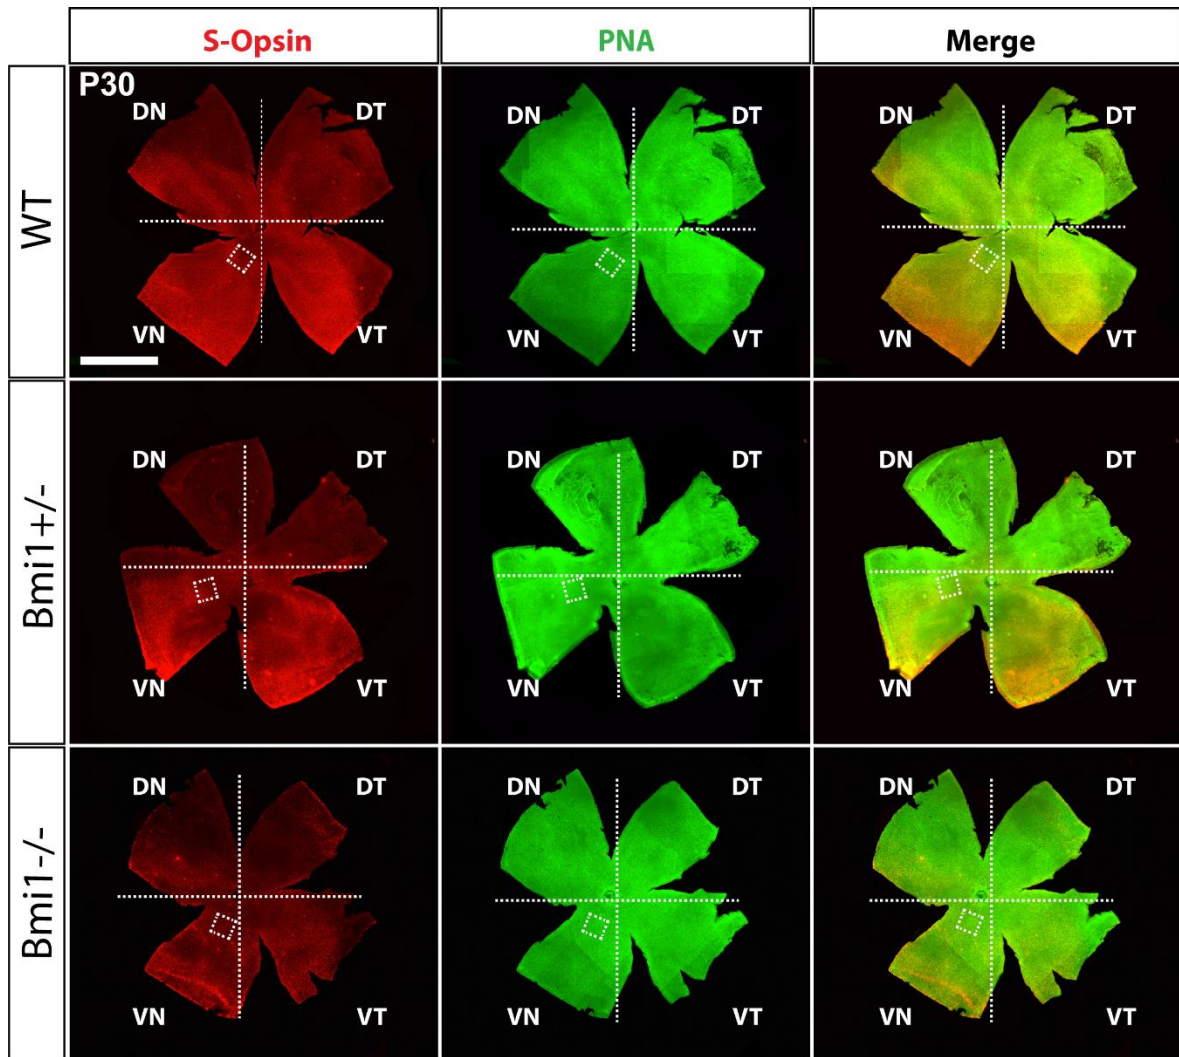 S-Opsin
PNA
Merge
WT
P30
DN
DT
VN
VT
DN
DT
VN
VT
DN
DT
VN
VT
Bmi1+/-
DN
DT
VN
VT
DN
DT
VN
VT
DN
DT
VN
VT
Bmi1-/-
DN
DT
VN
VT
DN
DT
VN
VT
DN
DT
VN
VT